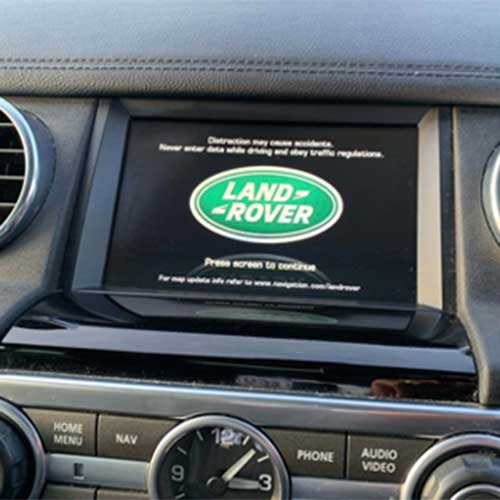 Distraction may cause accidents.
Never enter data while driving and obey traffic regulations.
LAND
ROVER
Press screen to continue
For map update info refer to www.navigation.com/landrover
HOME
MENU
NAV
12
3
9
PHONE
AUDIO
VIDEO